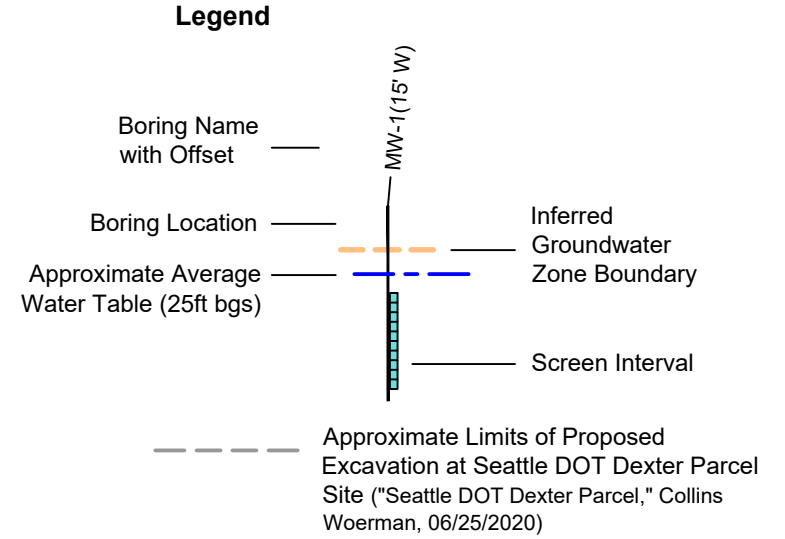 Legend
MW-1(15' W)
Boring Name
with Offset
Boring Location
Inferred
Groundwater
Zone Boundary
Approximate Average
Water Table (25ft bgs)
Screen Interval
Approximate Limits of Proposed
Excavation at Seattle DOT Dexter Parcel
Site ("Seattle DOT Dexter Parcel," Collins
Woerman, 06/25/2020)